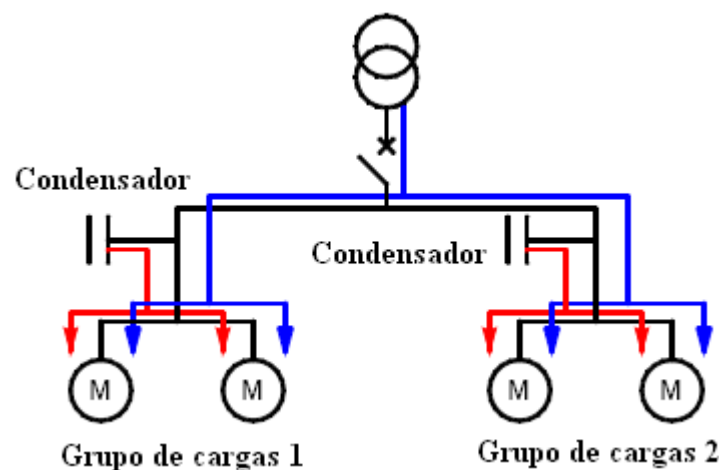 Condensador
Condensador
M
M
M
M
Grupo de cargas 1
Grupo de cargas 2